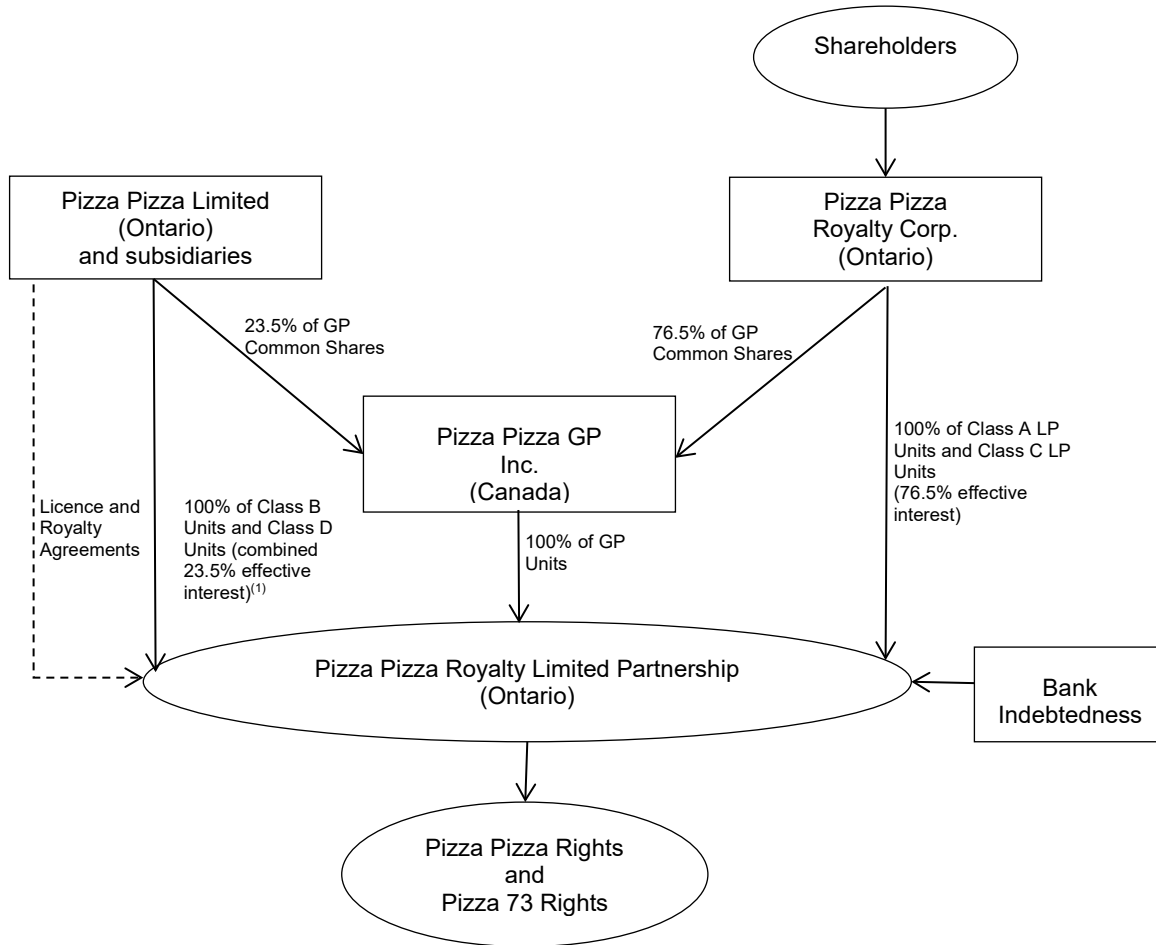 Shareholders
Pizza Pizza Limited
(Ontario)
and subsidiaries
Pizza Pizza
Royalty Corp.
(Ontario)
23.5% of GP
Common Shares
76.5% of GP
Common Shares
Pizza Pizza GP
Inc.
(Canada)
100% of Class A LP
Units and Class C LP
Units
(76.5% effective
interest)
Licence and
Royalty
Agreements
100% of Class B
Units and Class D
Units (combined
23.5% effective
interest)(1)
100% of GP
Units
Pizza Pizza Royalty Limited Partnership
(Ontario)
Bank
Indebtedness
Pizza Pizza Rights
and
Pizza 73 Rights